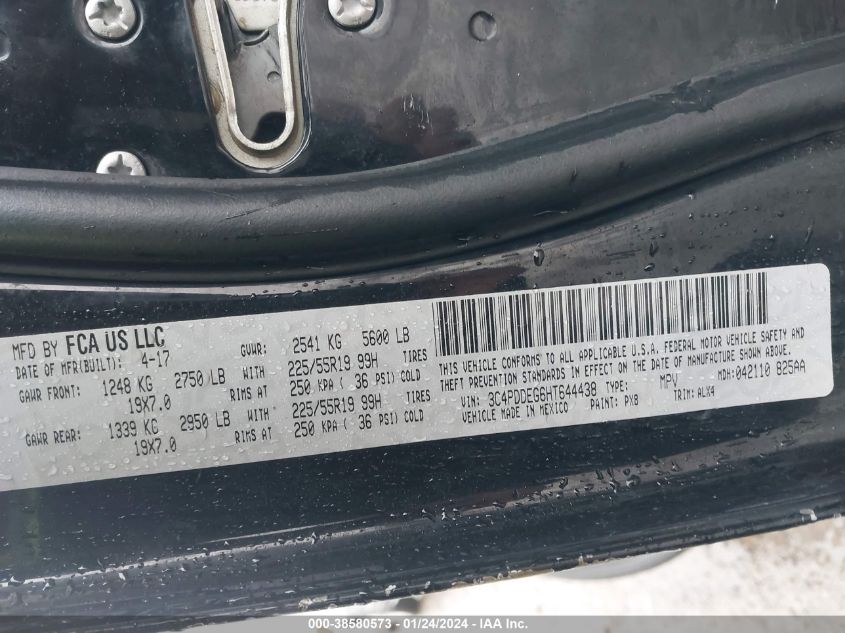 MFD BY FCA US LLC
DATE OF MFR(BUILT): 4-17
GVWR: 2541 KG 5600 LB
GAWR FRONT: 1248 KG 2750 LB WITH 225/55R19 99H TIRES
19X7.0 RIMS AT 250 KPA ( 36 PSI) COLD
GAWR REAR: 1339 KG 2950 LB WITH 225/55R19 99H TIRES
19X7.0 RIMS AT 250 KPA ( 36 PSI) COLD
THIS VEHICLE CONFORMS TO ALL APPLICABLE U.S.A. FEDERAL MOTOR VEHICLE SAFETY AND
THEFT PREVENTION STANDARDS IN EFFECT ON THE DATE OF MANUFACTURE SHOWN ABOVE.
VIN: 3C4PDDEG6HT644438 TYPE: MPV MDH: 042110 825AA
VEHICLE MADE IN MEXICO PAINT: PX8 TRIM: ALX4
000-38580573 - 01/24/2024 - IAA Inc.